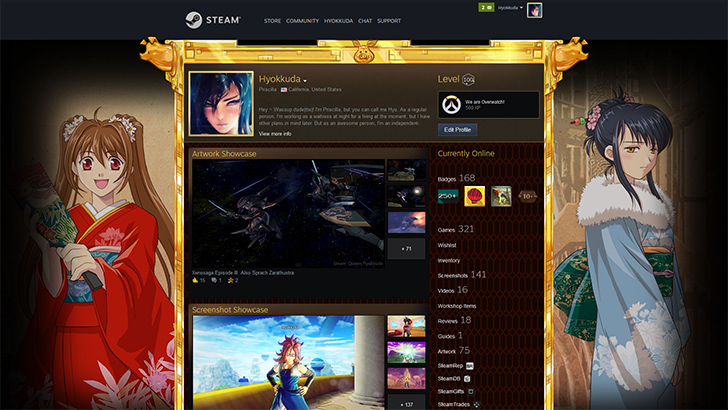 STEAM
STORE COMMUNITY HYOKKUDA CHAT SUPPORT
2
Hyokkuda
Hyokkuda
Priscilla California, United States
Hey ~ Wassup dude(tte)! I'm Priscilla, but you can call me Hyo. As a regular
person, I'm working as a waitress at night for a living at the moment, but I have
other plans in mind later. But as an awesome person, I'm an independent
View more info
Level 100
We are Overwatch!
500 XP
Edit Profile
Artwork Showcase
+ 71
Xenosaga Episode III: Also Sprach Zarathustra
15 1 2
Screenshot Showcase
+ 137
Currently Online
Badges 168
250+
10+
Games 321
Wishlist
Inventory
Screenshots 141
Videos 16
Workshop Items
Reviews 18
Guides 1
Artwork 75
SteamRep
SteamDB
SteamGifts
SteamTrades